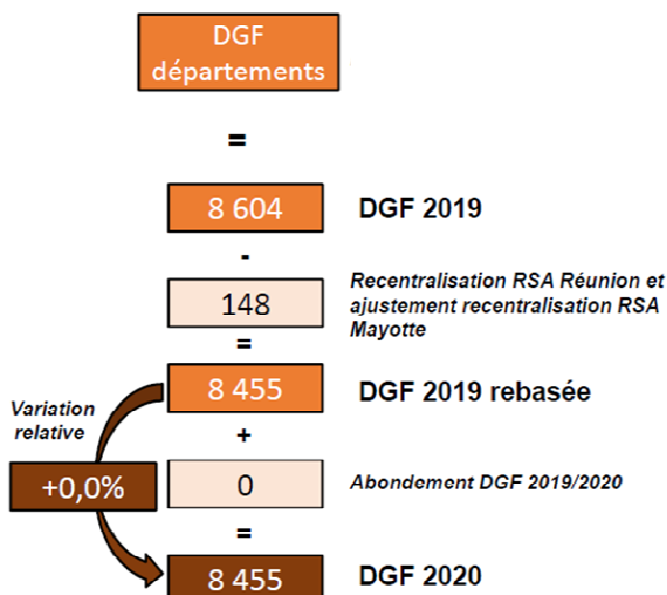 DGF
départements
=
8 604
DGF 2019
-
148
Recentralisation RSA Réunion et
ajustement recentralisation RSA
Mayotte
=
8 455
DGF 2019 rebasée
Variation
relative
+
+0,0%
0
Abondement DGF 2019/2020
=
8 455
DGF 2020